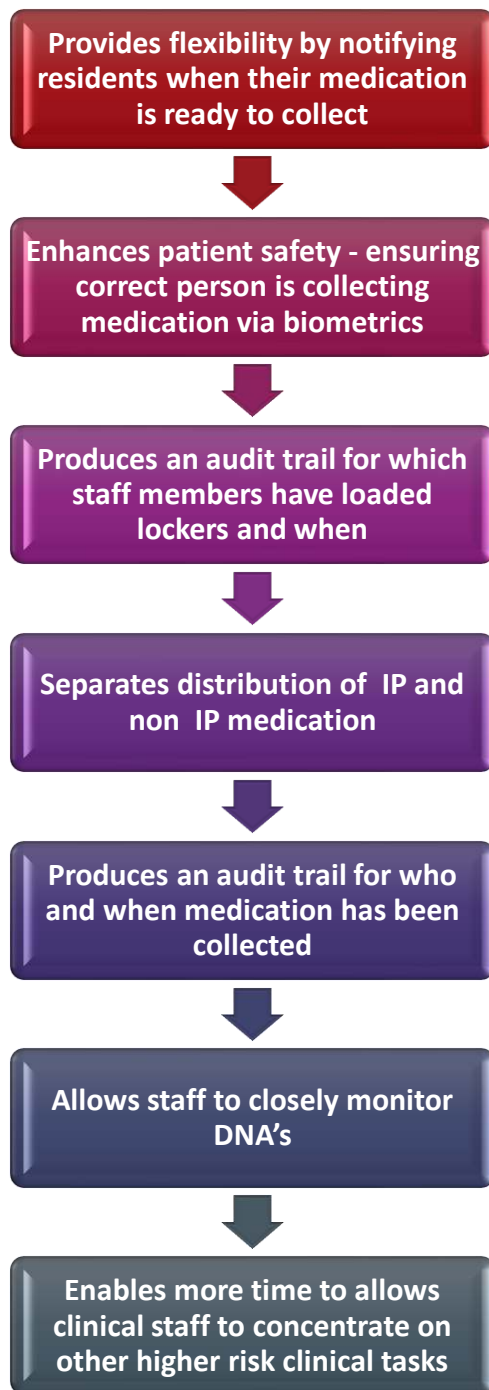 Provides flexibility by notifying
residents when their medication
is ready to collect
Enhances patient safety - ensuring
correct person is collecting
medication via biometrics
Produces an audit trail for which
staff members have loaded
lockers and when
Separates distribution of IP and
non IP medication
Produces an audit trail for who
and when medication has been
collected
Allows staff to closely monitor
DNA's
Enables more time to allows
clinical staff to concentrate on
other higher risk clinical tasks